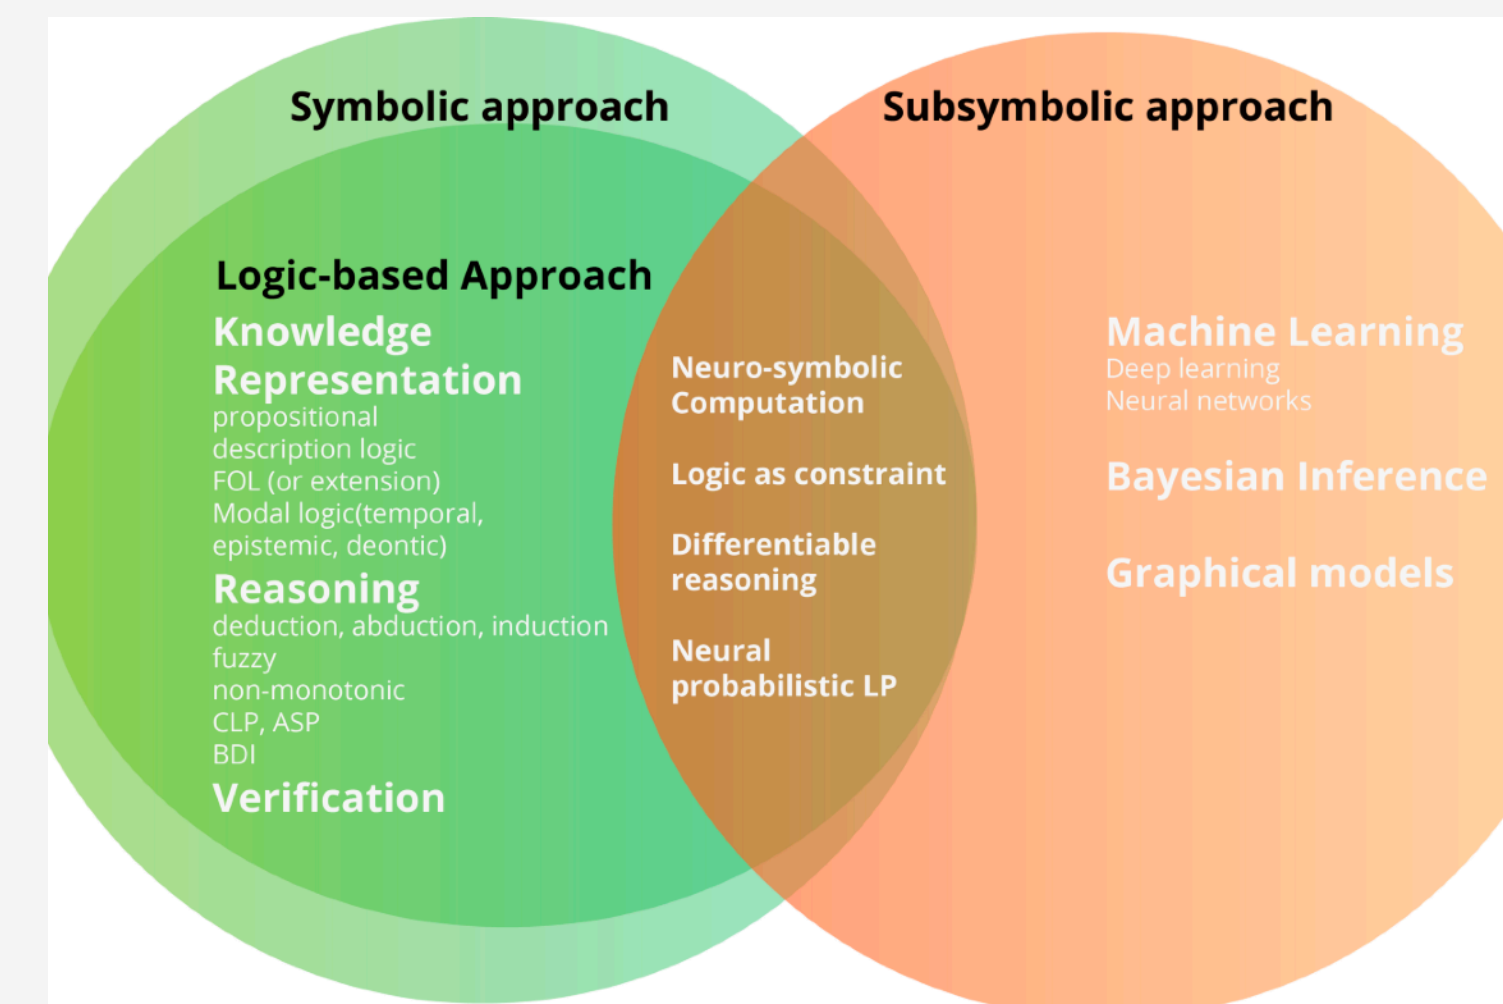 Symbolic approach
Subsymbolic approach
Logic-based Approach
Knowledge
Representation
propositional
description logic
FOL (or extension)
Modal logic(temporal,
epistemic, deontic)
Reasoning
deduction, abduction, induction
fuzzy
non-monotonic
CLP, ASP
BDI
Verification
Neuro-symbolic
Computation
Logic as constraint
Differentiable
reasoning
Neural
probabilistic LP
Machine Learning
Deep learning
Neural networks
Bayesian Inference
Graphical models